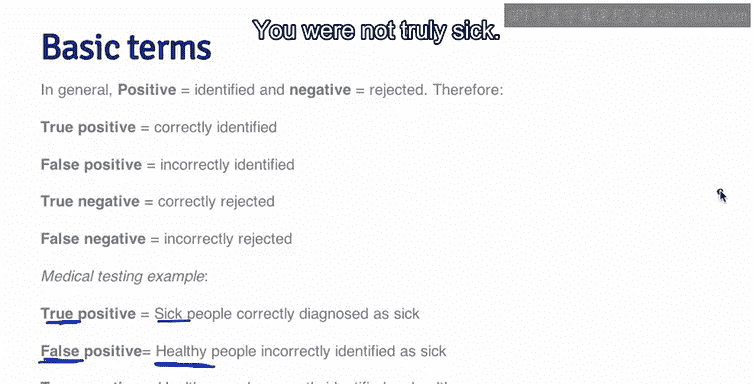 You were not truly sick.
Basic terms
In general, Positive = identified and negative = rejected. Therefore:
True positive = correctly identified
False positive = incorrectly identified
True negative = correctly rejected
False negative = incorrectly rejected
Medical testing example:
True positive = Sick people correctly diagnosed as sick
False positive= Healthy people incorrectly identified as sick